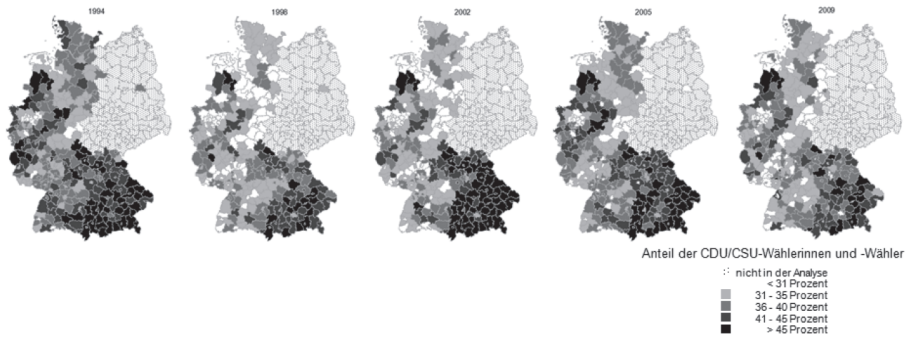 1994
1998
2002
2005
2009
Anteil der CDU/CSU-Wählerinnen und -Wähler
nicht in der Analyse
< 31 Prozent
31 - 35 Prozent
36 - 40 Prozent
41 - 45 Prozent
> 45 Prozent